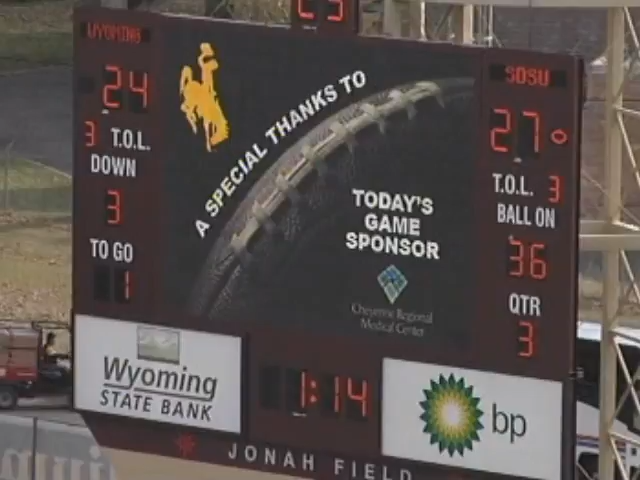 WYOMING
SDSU
24
27
3 T.O.L.
T.O.L. 3
DOWN
3
TO GO
1
BALL ON
36
QTR
3
A SPECIAL THANKS TO
TODAY'S
GAME
SPONSOR
Cheyenne Regional
Medical Center
Wyoming
STATE BANK
1:14
bp
JONAH FIELD